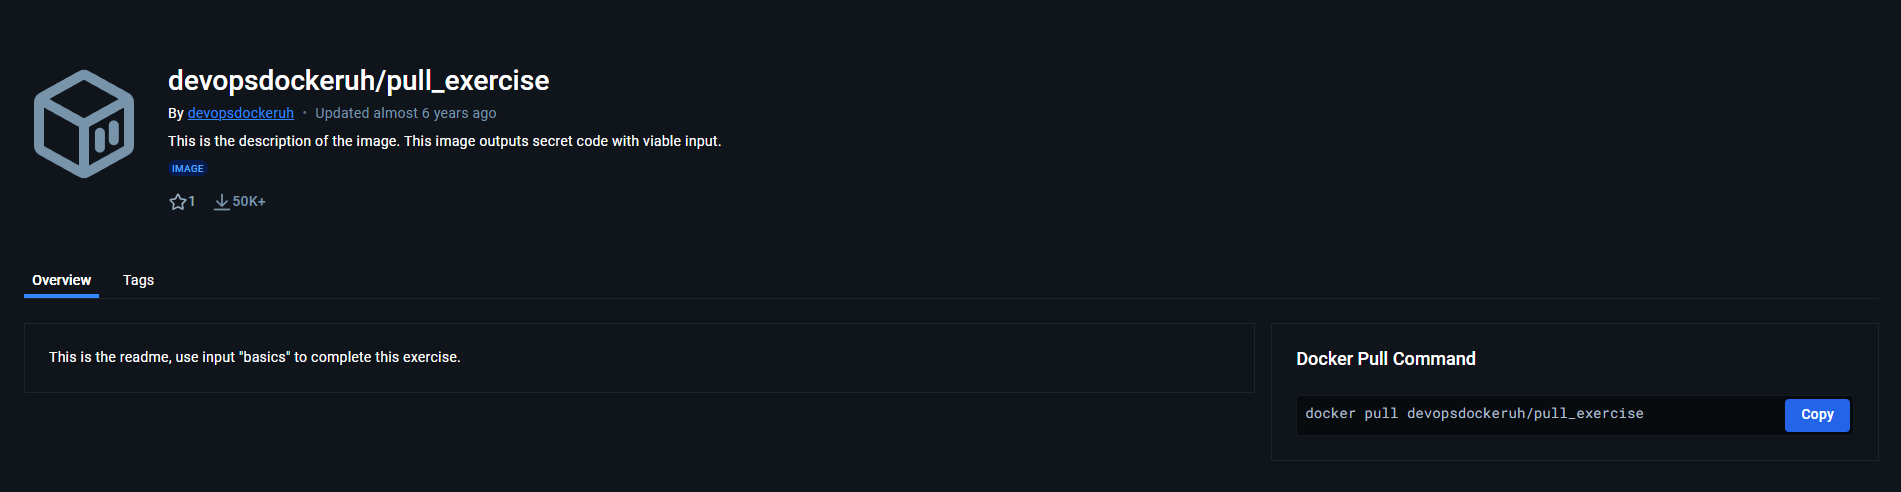 devopsdockeruh/pull_exercise
By devopsdockeruh • Updated almost 6 years ago
This is the description of the image. This image outputs secret code with viable input.
IMAGE
1 50K+
Overview Tags
This is the readme, use input "basics" to complete this exercise.
Docker Pull Command
docker pull devopsdockeruh/pull_exercise
Copy